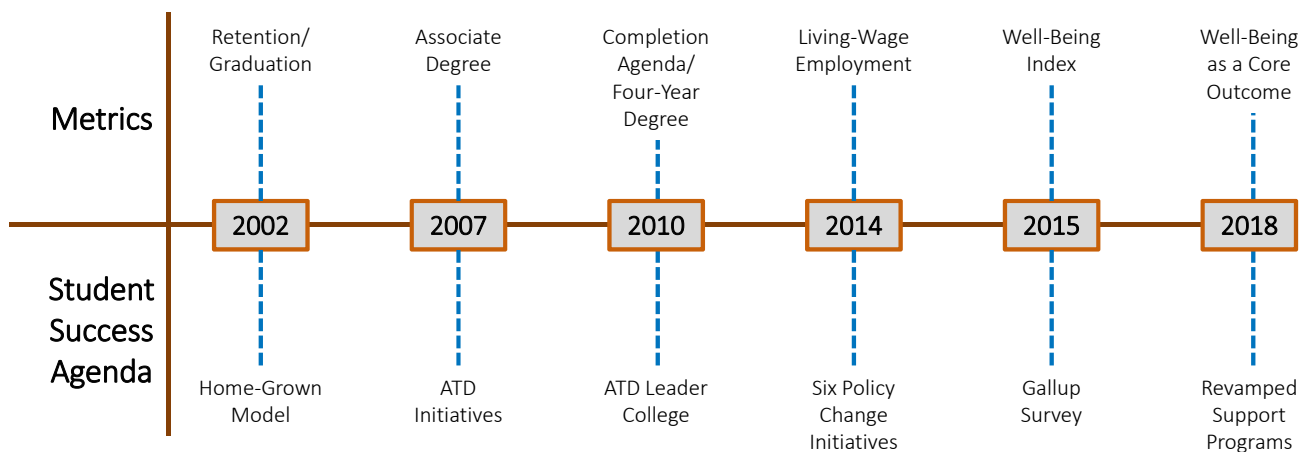 Retention/
Graduation
Associate
Degree
Completion
Agenda/
Four-Year
Degree
Living-Wage
Employment
Well-Being
Index
Well-Being
as a Core
Outcome
Metrics
2002
2007
2010
2014
2015
2018
Student
Success
Agenda
Home-Grown
Model
ATD
Initiatives
ATD Leader
College
Six Policy
Change
Initiatives
Gallup
Survey
Revamped
Support
Programs